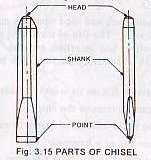 HEAD
SHANK
POINT
Fig. 3.15 PARTS OF CHISEL